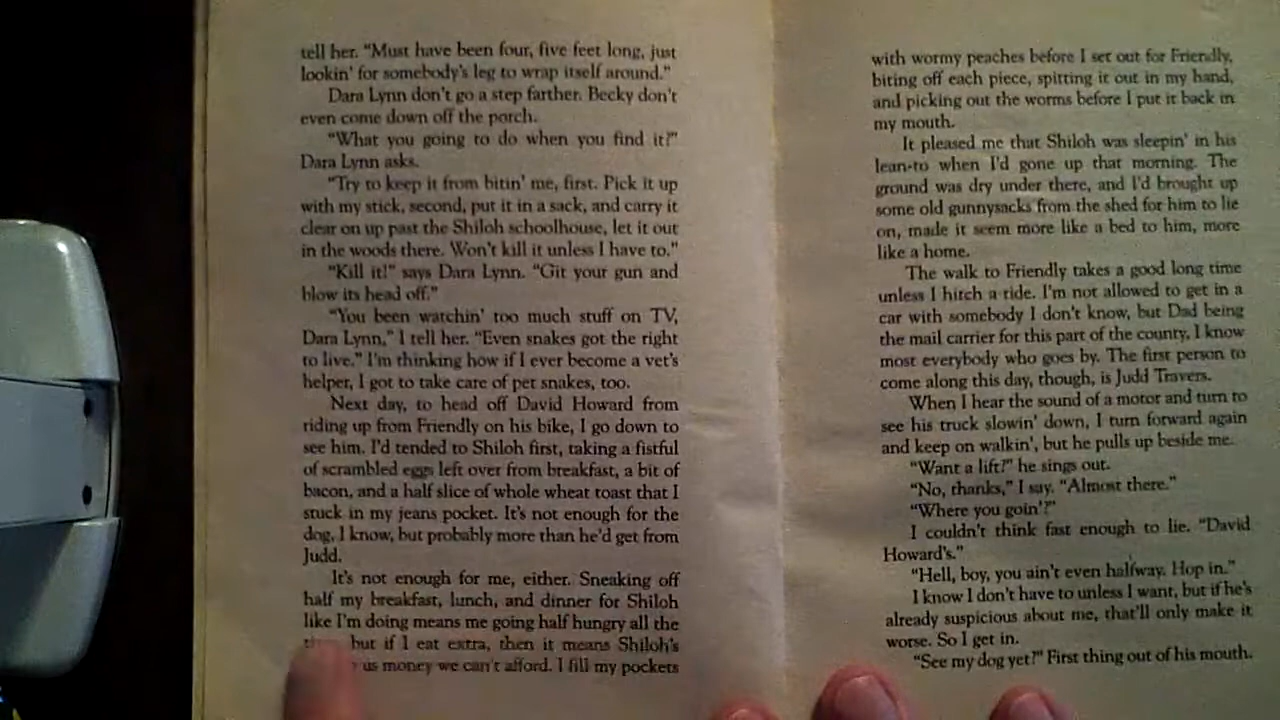 tell her. “Must have been four, five feet long, just
lookin’ for somebody’s leg to wrap itself around.”
Dara Lynn don’t go a step farther. Becky don’t
even come down off the porch.
“What you going to do when you find it?”
Dara Lynn asks.
“Try to keep it from bitin’ me, first. Pick it up
with my stick, second, put it in a sack, and carry it
clear on up past the Shiloh schoolhouse, let it out
in the woods there. Won’t kill it unless I have to.”
“Kill it!” says Dara Lynn. “Git your gun and
blow its head off.”
“You been watchin’ too much stuff on TV,
Dara Lynn,” I tell her. “Even snakes got the right
to live.” I’m thinking how if I ever become a vet’s
helper, I got to take care of pet snakes, too.
Next day, to head off David Howard from
riding up from Friendly on his bike, I go down to
see him. I’d tended to Shiloh first, taking a fistful
of scrambled eggs left over from breakfast, a bit of
bacon, and a half slice of whole wheat toast that I
stuck in my jeans pocket. It’s not enough for the
dog, I know, but probably more than he’d get from
Judd.
It’s not enough for me, either. Sneaking off
half my breakfast, lunch, and dinner for Shiloh
like I’m doing means me going half hungry all the
but if I eat extra, then it means Shiloh’s
us money we can’t afford. I fill my pockets
with wormy peaches before I set out for Friendly,
biting off each piece, spitting it out in my hand,
and picking out the worms before I put it back in
my mouth.
It pleased me that Shiloh was sleepin’ in his
lean-to when I’d gone up that morning. The
ground was dry under there, and I’d brought up
some old gunnysacks from the shed for him to lie
on, made it seem more like a bed to him, more
like a home.
The walk to Friendly takes a good long time
unless I hitch a ride. I’m not allowed to get in a
car with somebody I don’t know, but Dad being
the mail carrier for this part of the county, I know
most everybody who goes by. The first person to
come along this day, though, is Judd Travers.
When I hear the sound of a motor and turn to
see his truck slowin’ down, I turn forward again
and keep on walkin’, but he pulls up beside me.
“Want a lift?” he sings out.
“No, thanks,” I say. “Almost there.”
“Where you goin’?”
I couldn’t think fast enough to lie. “David
Howard’s.”
“Hell, boy, you ain’t even halfway. Hop in.”
I know I don’t have to unless I want, but if he’s
already suspicious about me, that’ll only make it
worse. So I get in.
“See my dog yet?” First thing out of his mouth.